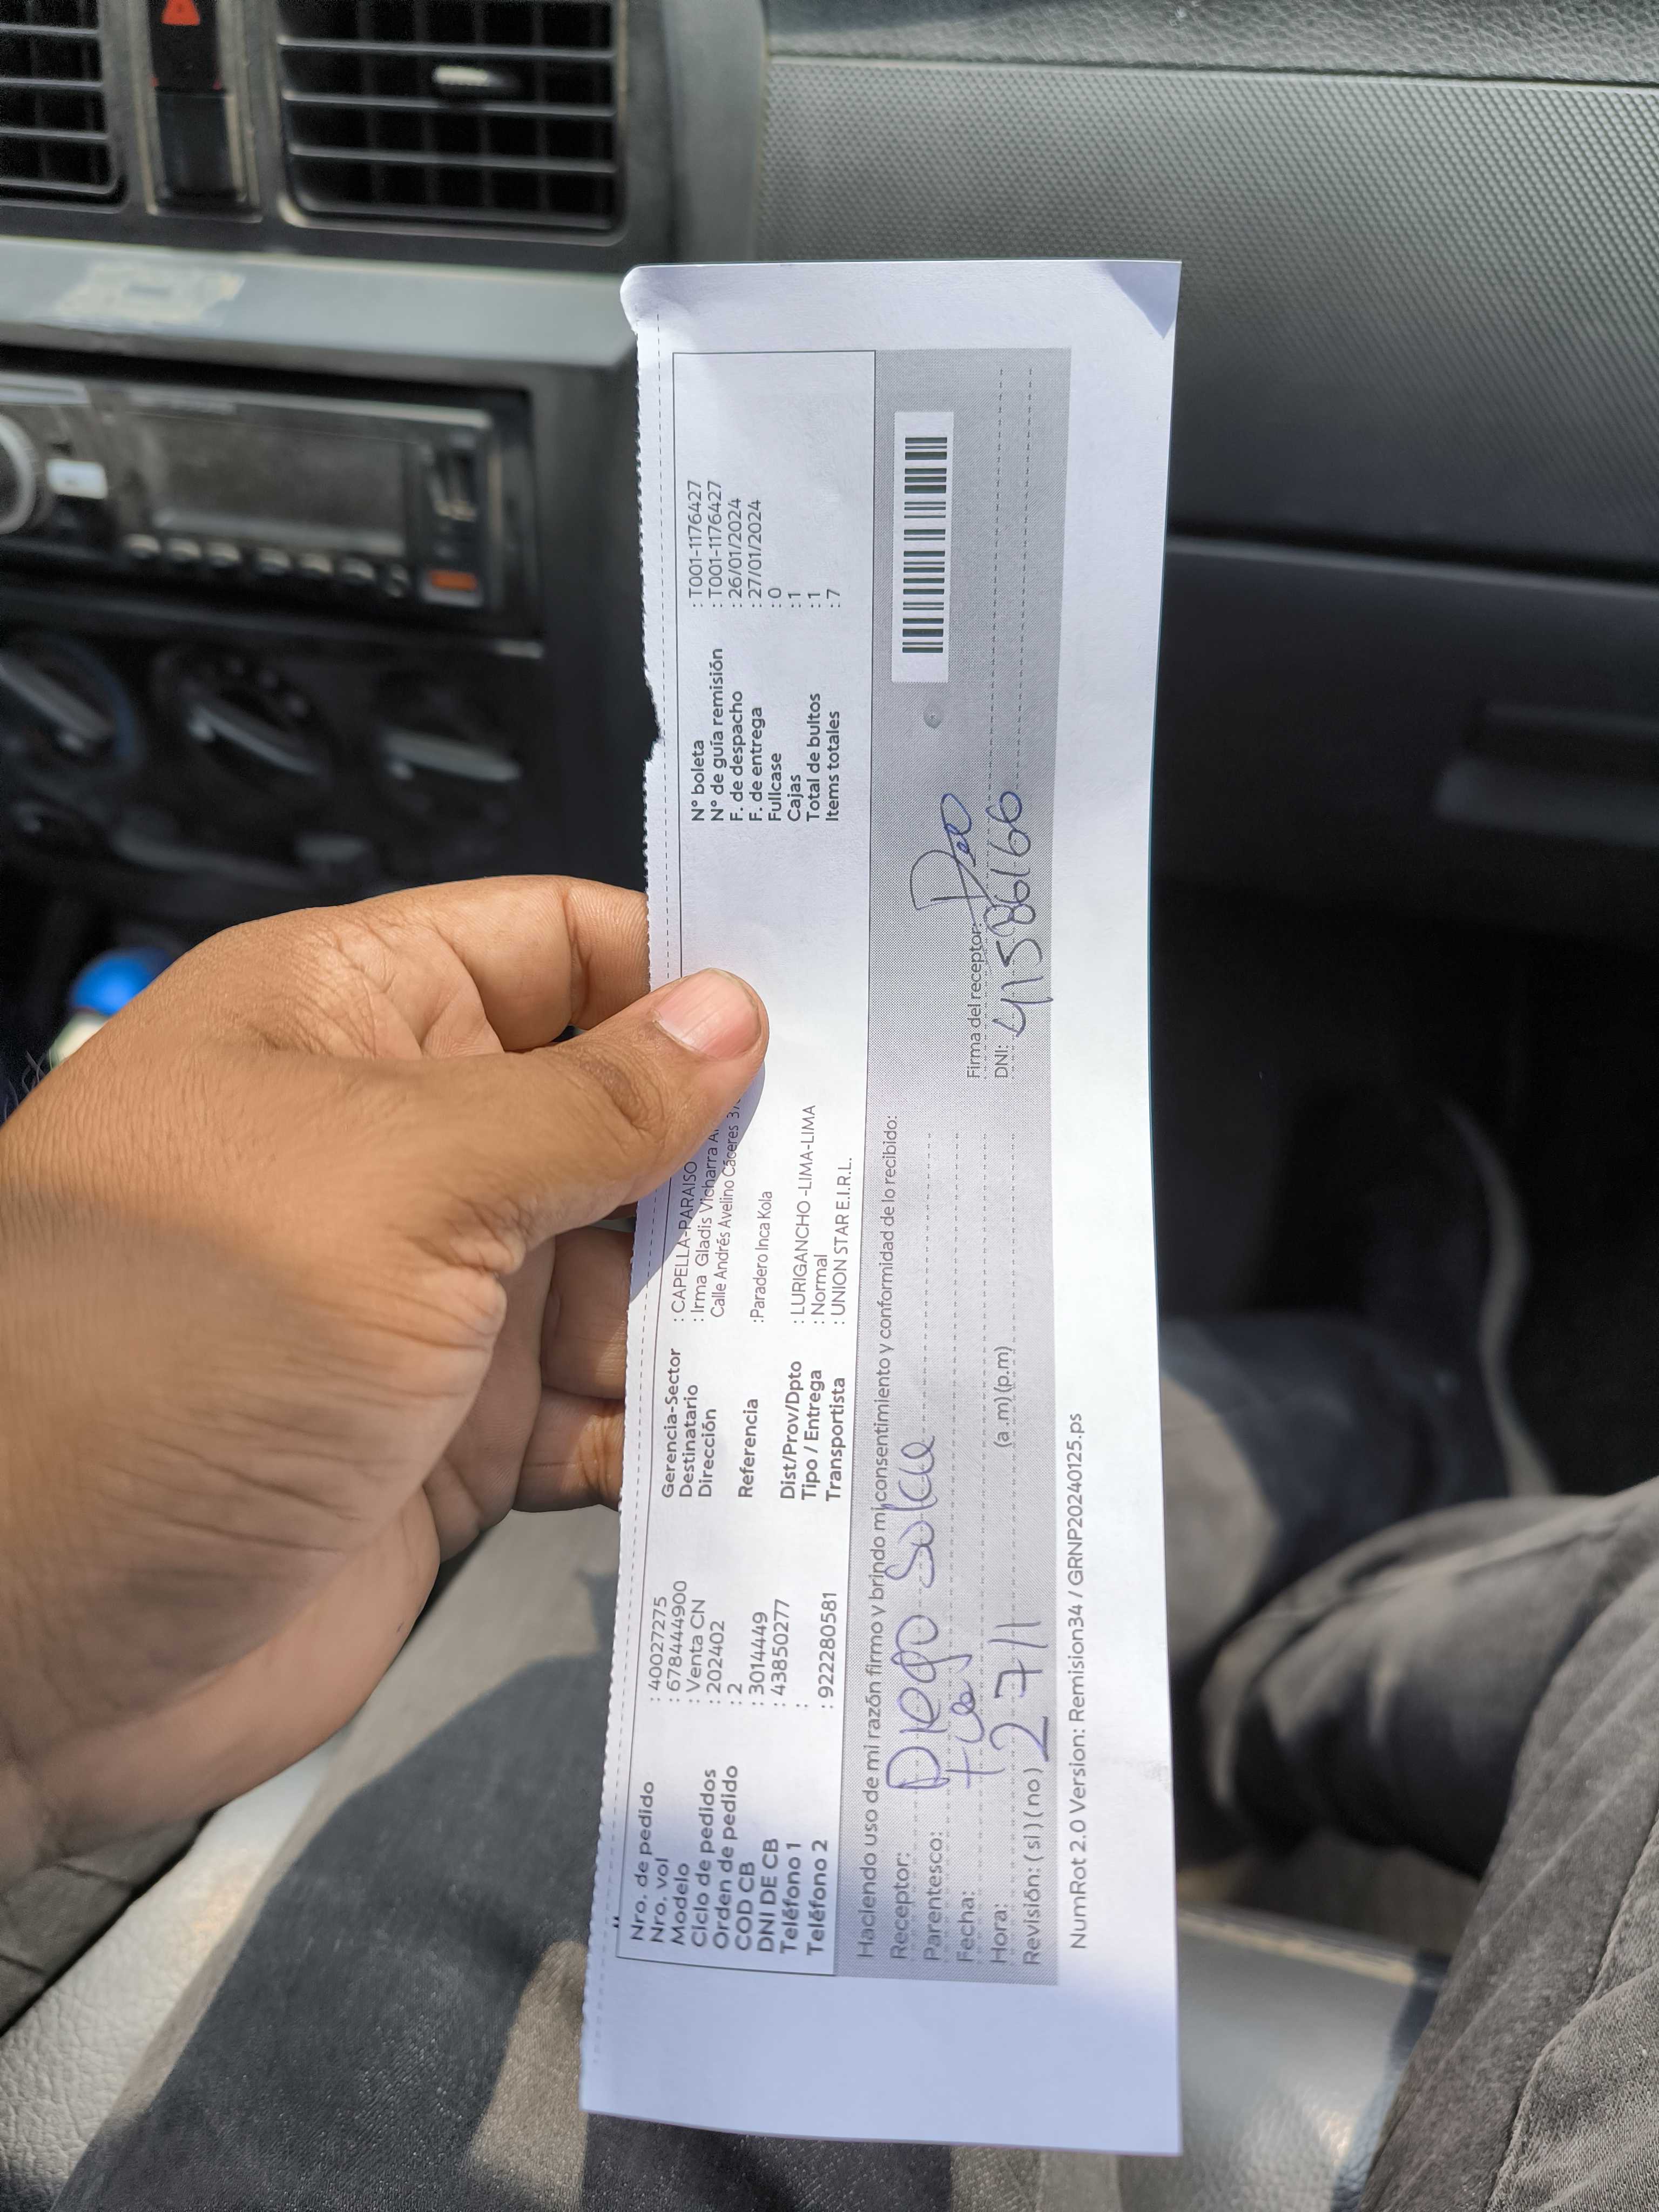 Nro. de pedido : 40027275
Nro. vol : 6784444900
Modelo : Venta CN
Ciclo de pedidos : 202402
Orden de pedido : 2
COD CB : 3014449
DNI DE CB : 43850277
Teléfono 1 :
Teléfono 2 : 922280581
Gerencia-Sector : CAPELLA-PARAISO
Destinatario : Irma Gladis Vicharra
Dirección Calle Andrés Avelino Cáceres
Referencia :Paradero Inca Kola
Dist/Prov/Dpto : LURIGANCHO -LIMA-LIMA
Tipo / Entrega : Normal
Transportista : UNION STAR E.I.R.L.
N° boleta : T001-1176427
N° de guía remisión : T001-1176427
F. de despacho : 26/01/2024
F. de entrega : 27/01/2024
Fullcase : 0
Cajas : 1
Total de bultos : 1
Items totales : 7
Haciendo uso de mi razón firmo y brindo mi consentimiento y conformidad de lo recibido:
Receptor: Diego
Parentesco:
Fecha:
Hora: 27/1 (a .m) (p.m)
Revisión: ( si ) ( no )
Firma del receptor:
DNI: 41586166
NumRot 2.0 Version: Remision34 / GRNP20240125.ps